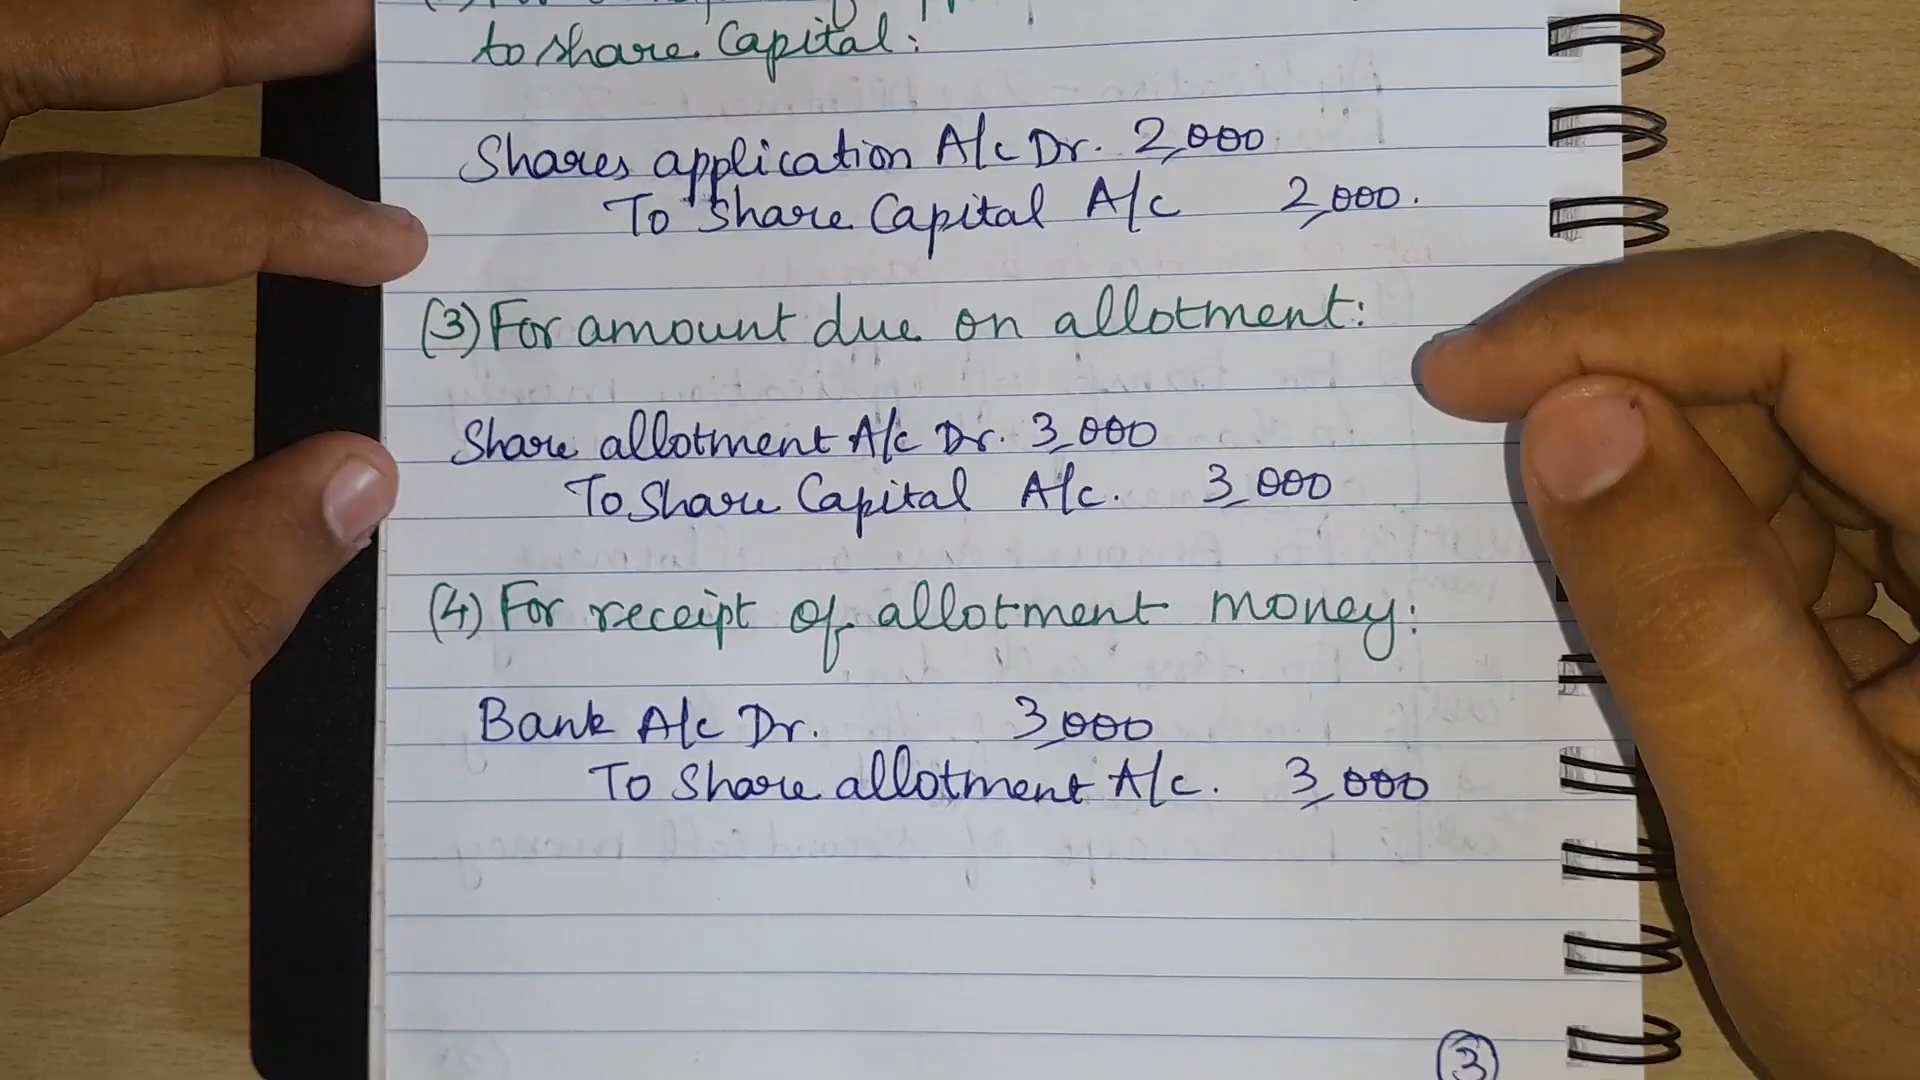 to share Capital:
Shares application A/c Dr. 2,000
To Share Capital A/c 2,000.
(3) For amount due on allotment:
Share allotment A/c Dr. 3,000
To Share Capital A/c. 3,000
(4) For receipt of allotment money:
Bank A/c Dr. 3,000
To Share allotment A/c. 3,000
3